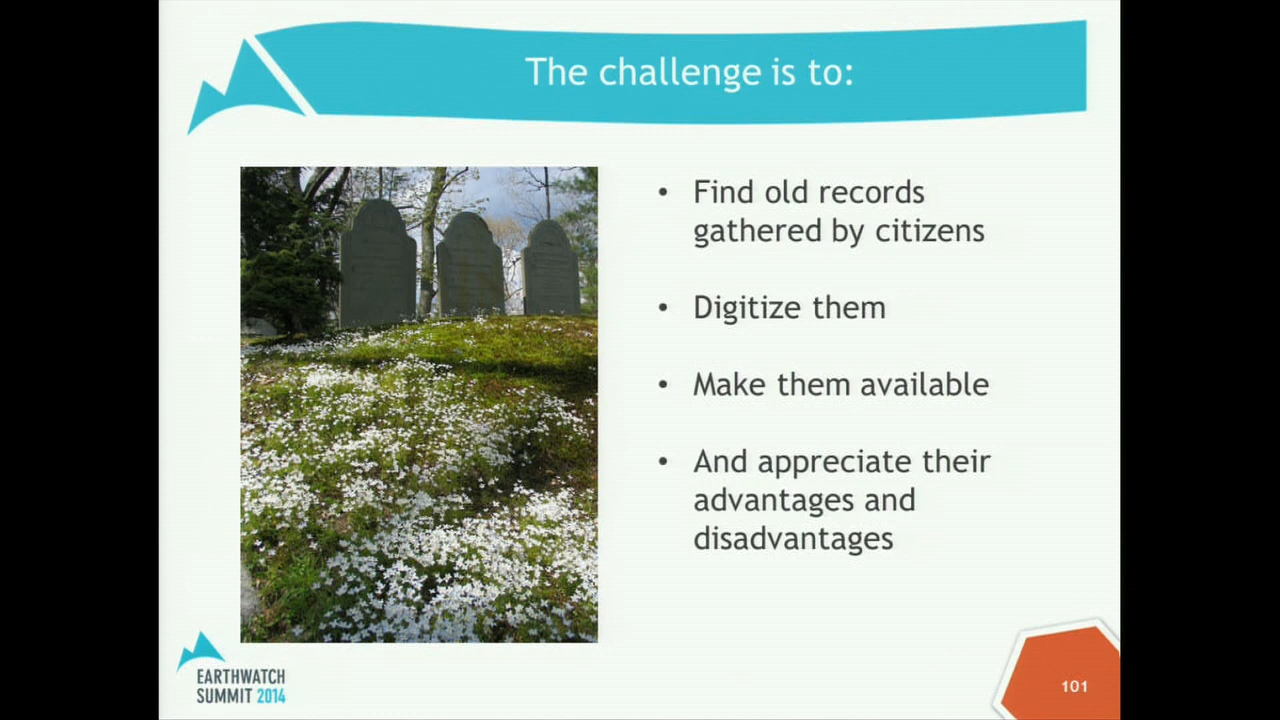 The challenge is to:
• Find old records
gathered by citizens
• Digitize them
• Make them available
• And appreciate their
advantages and
disadvantages
EARTHWATCH
SUMMIT 2014
101